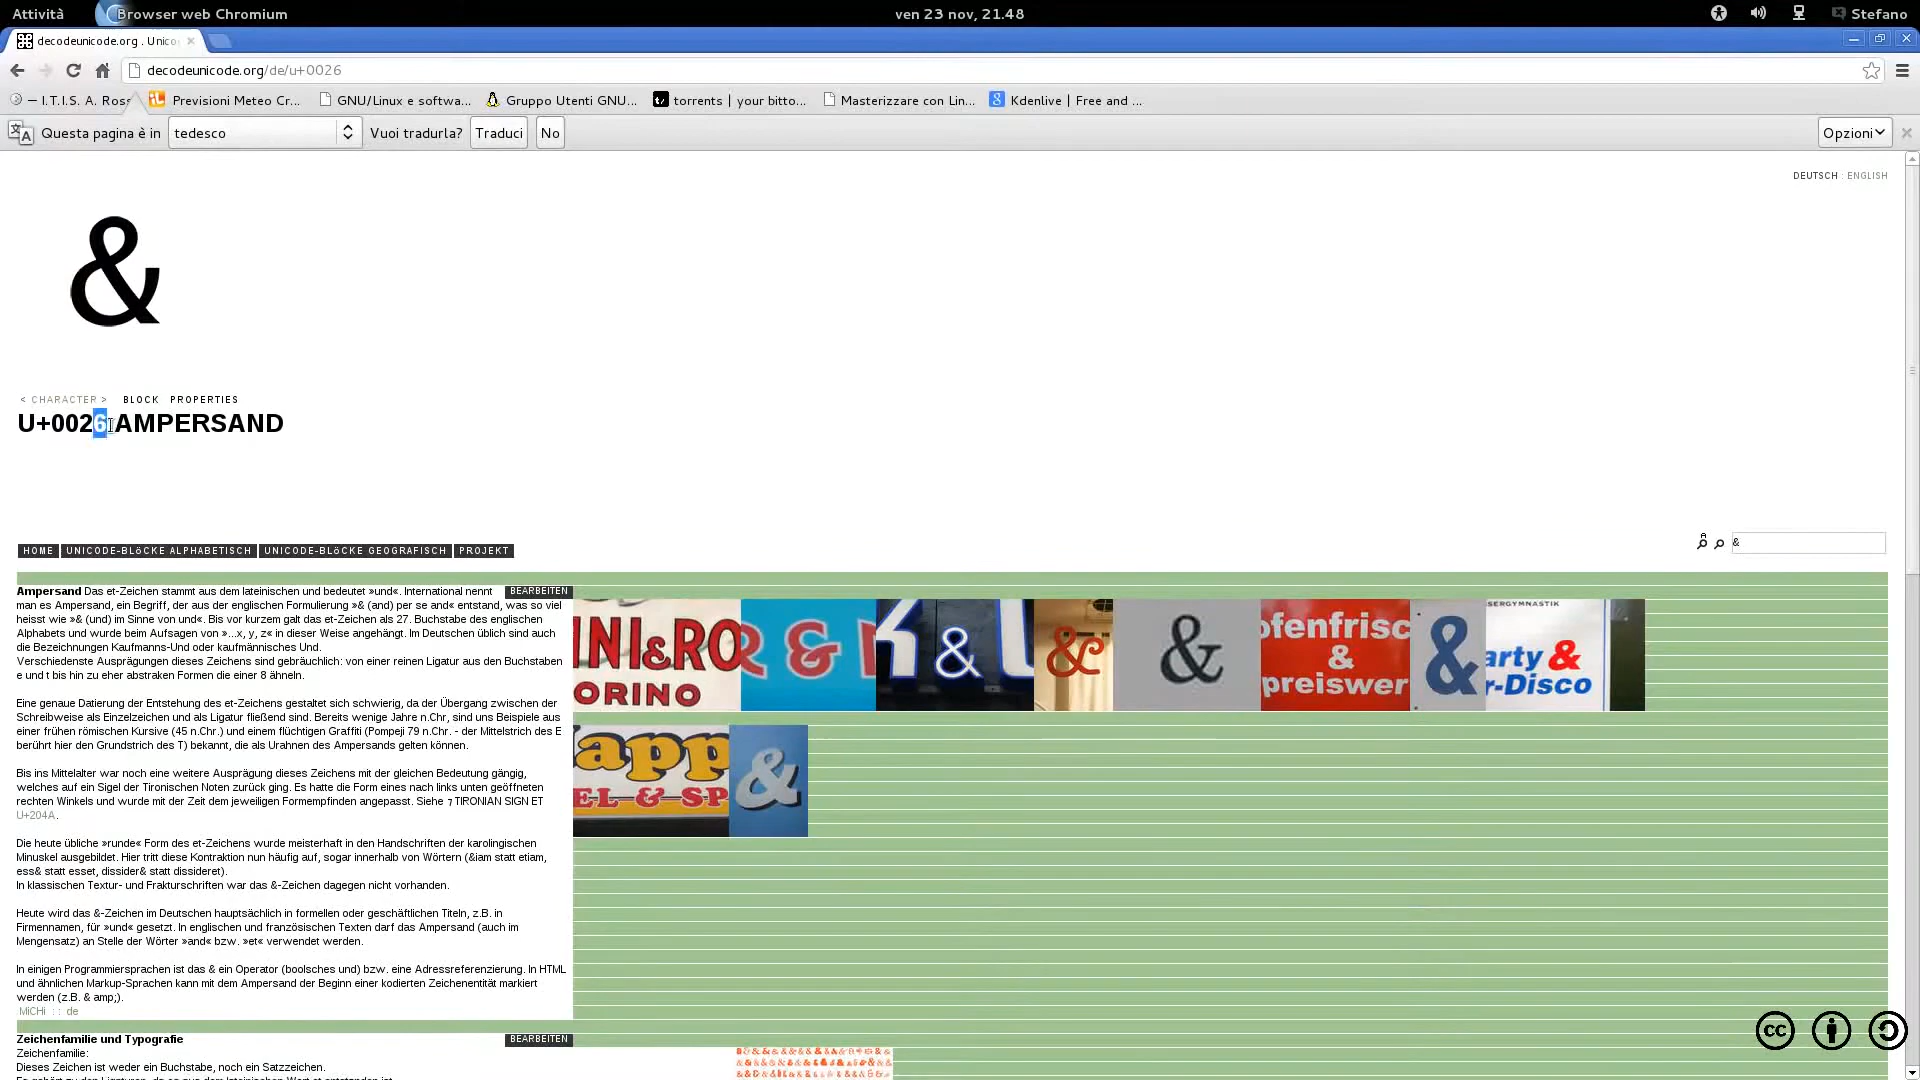 Attività Browser web Chromium ven 23 nov, 21.48 Stefano
decodeunicode.org . Unico
decodeunicode.org/de/u+0026
— I.T.I.S. A. Ross Previsioni Meteo Cr... GNU/Linux e softwa... Gruppo Utenti GNU... torrents | your bitto... Masterizzare con Lin... Kdenlive | Free and ...
Questa pagina è in tedesco Vuoi tradurla? Traduci No Opzioni
DEUTSCH : ENGLISH
&
< CHARACTER > BLOCK PROPERTIES
U+0026 AMPERSAND
HOME UNICODE-BLöCKE ALPHABETISCH UNICODE-BLöCKE GEOGRAFISCH PROJEKT
&
Ampersand Das et-Zeichen stammt aus dem lateinischen und bedeutet »und«. International nennt BEARBEITEN
man es Ampersand, ein Begriff, der aus der englischen Formulierung »& (and) per se and« entstand, was so viel
heisst wie »& (und) im Sinne von und«. Bis vor kurzem galt das et-Zeichen als 27. Buchstabe des englischen
Alphabets und wurde beim Aufsagen von »...x, y, z« in dieser Weise angehängt. Im Deutschen üblich sind auch
die Bezeichnungen Kaufmanns-Und oder kaufmännisches Und.
Verschiedenste Ausprägungen dieses Zeichens sind gebräuchlich: von einer reinen Ligatur aus den Buchstaben
e und t bis hin zu eher abstraken Formen die einer 8 ähneln.
Eine genaue Datierung der Entstehung des et-Zeichens gestaltet sich schwierig, da der Übergang zwischen der
Schreibweise als Einzelzeichen und als Ligatur fließend sind. Bereits wenige Jahre n.Chr, sind uns Beispiele aus
einer frühen römischen Kursive (45 n.Chr.) und einem flüchtigen Graffiti (Pompeji 79 n.Chr. - der Mittelstrich des E
berührt hier den Grundstrich des T) bekannt, die als Urahnen des Ampersands gelten können.
Bis ins Mittelalter war noch eine weitere Ausprägung dieses Zeichens mit der gleichen Bedeutung gängig,
welches auf ein Sigel der Tironischen Noten zurück ging. Es hatte die Form eines nach links unten geöffneten
rechten Winkels und wurde mit der Zeit dem jeweiligen Formempfinden angepasst. Siehe ⁊ TIRONIAN SIGN ET
U+204A.
Die heute übliche »runde« Form des et-Zeichens wurde meisterhaft in den Handschriften der karolingischen
Minuskel ausgebildet. Hier tritt diese Kontraktion nun häufig auf, sogar innerhalb von Wörtern (&iam statt etiam,
ess& statt esset, dissider& statt dissideret).
In klassischen Textur- und Frakturschriften war das &-Zeichen dagegen nicht vorhanden.
Heute wird das &-Zeichen im Deutschen hauptsächlich in formellen oder geschäftlichen Titeln, z.B. in
Firmennamen, für »und« gesetzt. In englischen und französischen Texten darf das Ampersand (auch im
Mengensatz) an Stelle der Wörter »and« bzw. »et« verwendet werden.
In einigen Programmiersprachen ist das & ein Operator (boolsches und) bzw. eine Adressreferenzierung. In HTML
und ähnlichen Markup-Sprachen kann mit dem Ampersand der Beginn einer kodierten Zeichenentität markiert
werden (z.B. & amp;).
MiCHi :: de
INI&RO
ORINO
R & N
&
&
&
ofenfrisc
&
preiswer
&
SERGYMNASTIK
arty &
r-Disco
app
EL & SP
&
Zeichenfamilie und Typografie BEARBEITEN
Zeichenfamilie:
Dieses Zeichen ist weder ein Buchstabe, noch ein Satzzeichen.
cc